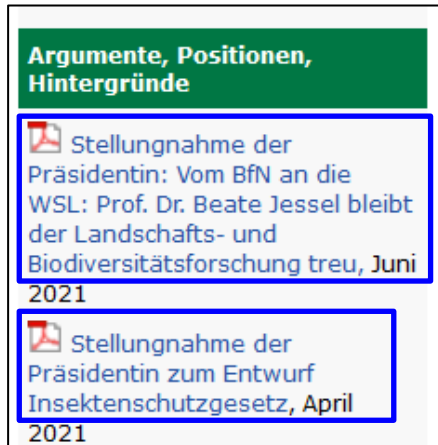 Argumente, Positionen,
Hintergründe
Stellungnahme der
Präsidentin: Vom BfN an die
WSL: Prof. Dr. Beate Jessel bleibt
der Landschafts- und
Biodiversitätsforschung treu, Juni
2021
Stellungnahme der
Präsidentin zum Entwurf
Insektenschutzgesetz, April
2021